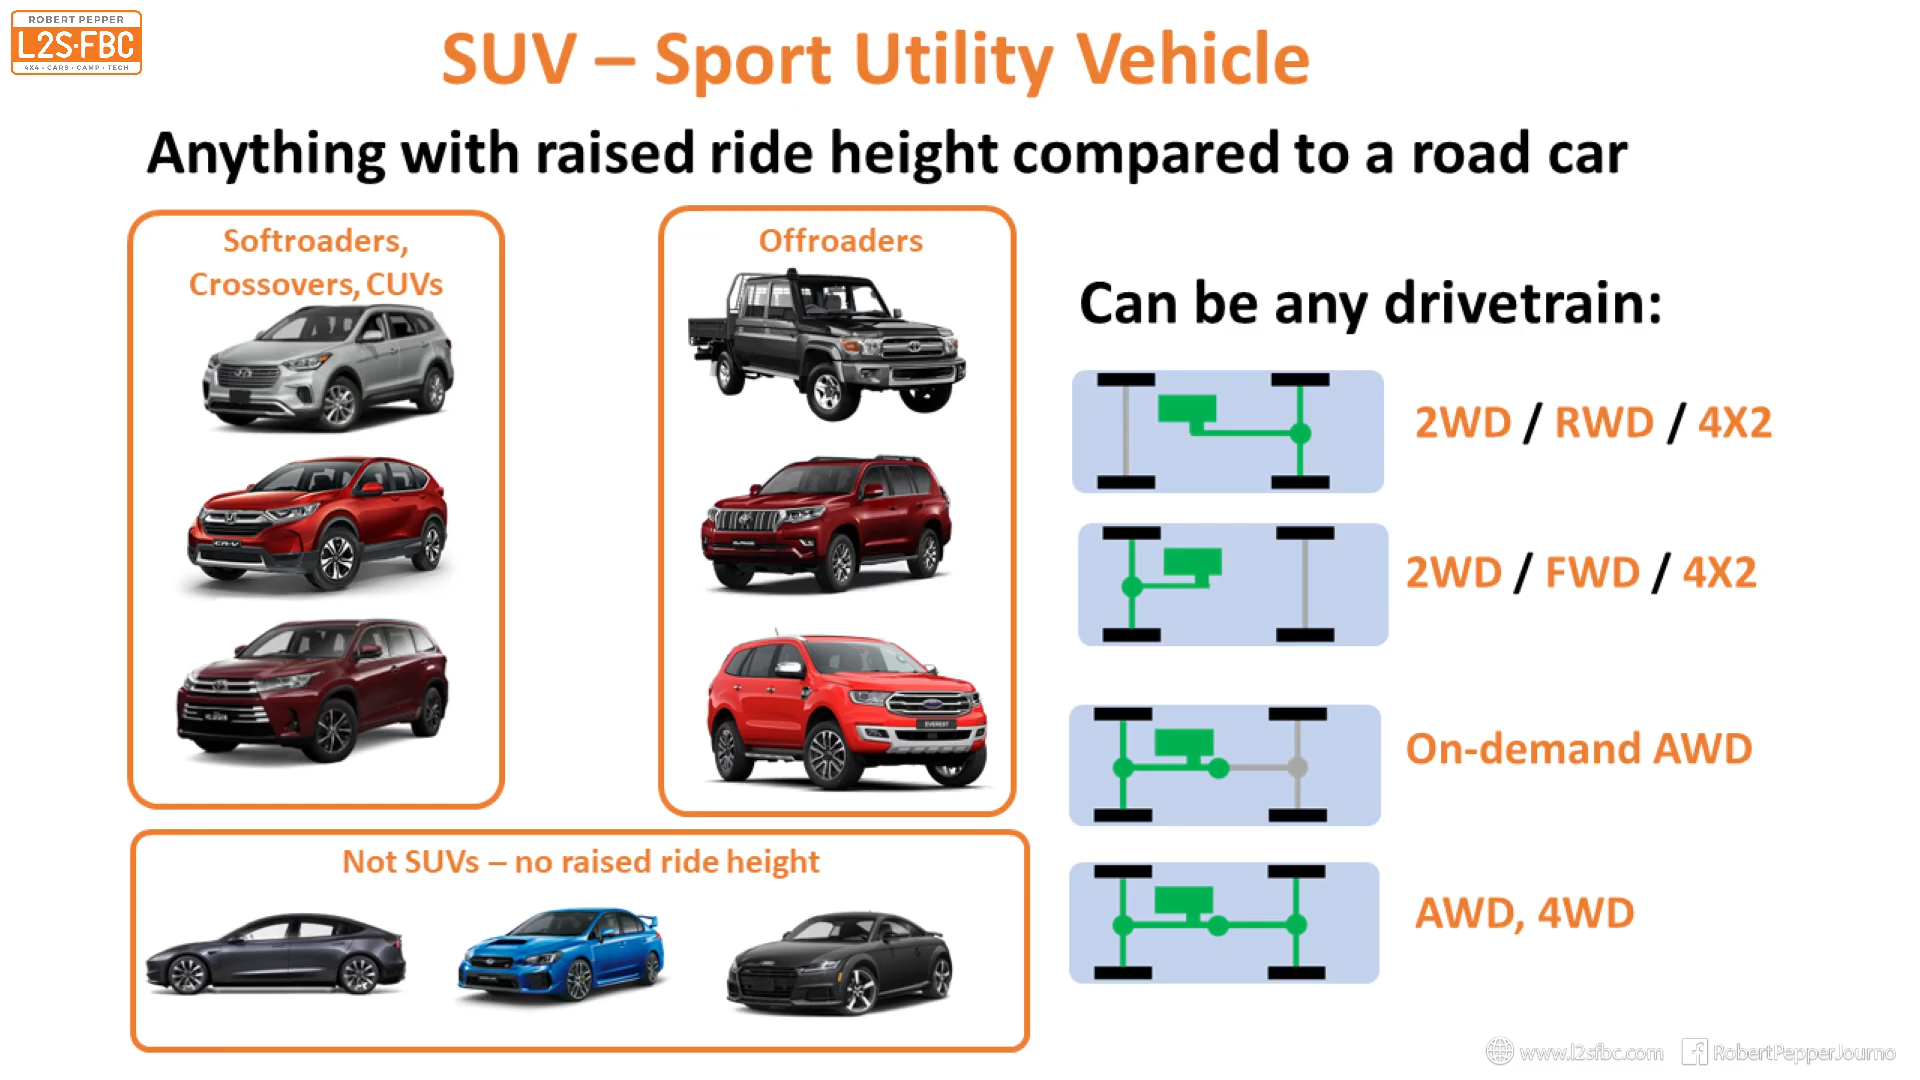 ROBERT PEPPER
L2S·FBC
4X4 · CARS · CAMP · TECH
SUV – Sport Utility Vehicle
Anything with raised ride height compared to a road car
Softroaders,
Crossovers, CUVs
Offroaders
Can be any drivetrain:
2WD / RWD / 4X2
CR-V
2WD / FWD / 4X2
EVEREST
On-demand AWD
Not SUVs – no raised ride height
AWD, 4WD
www.l2sfbc.com
RobertPepperJourno